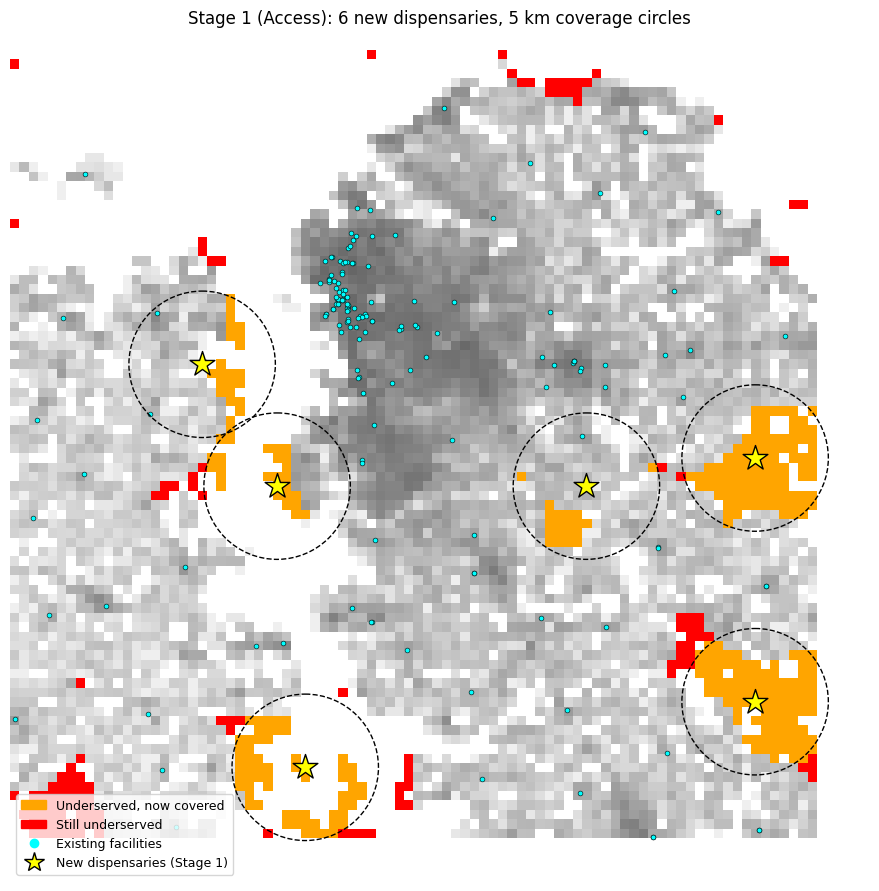 Stage 1 (Access): 6 new dispensaries, 5 km coverage circles
Underserved, now covered
Still underserved
Existing facilities
New dispensaries (Stage 1)